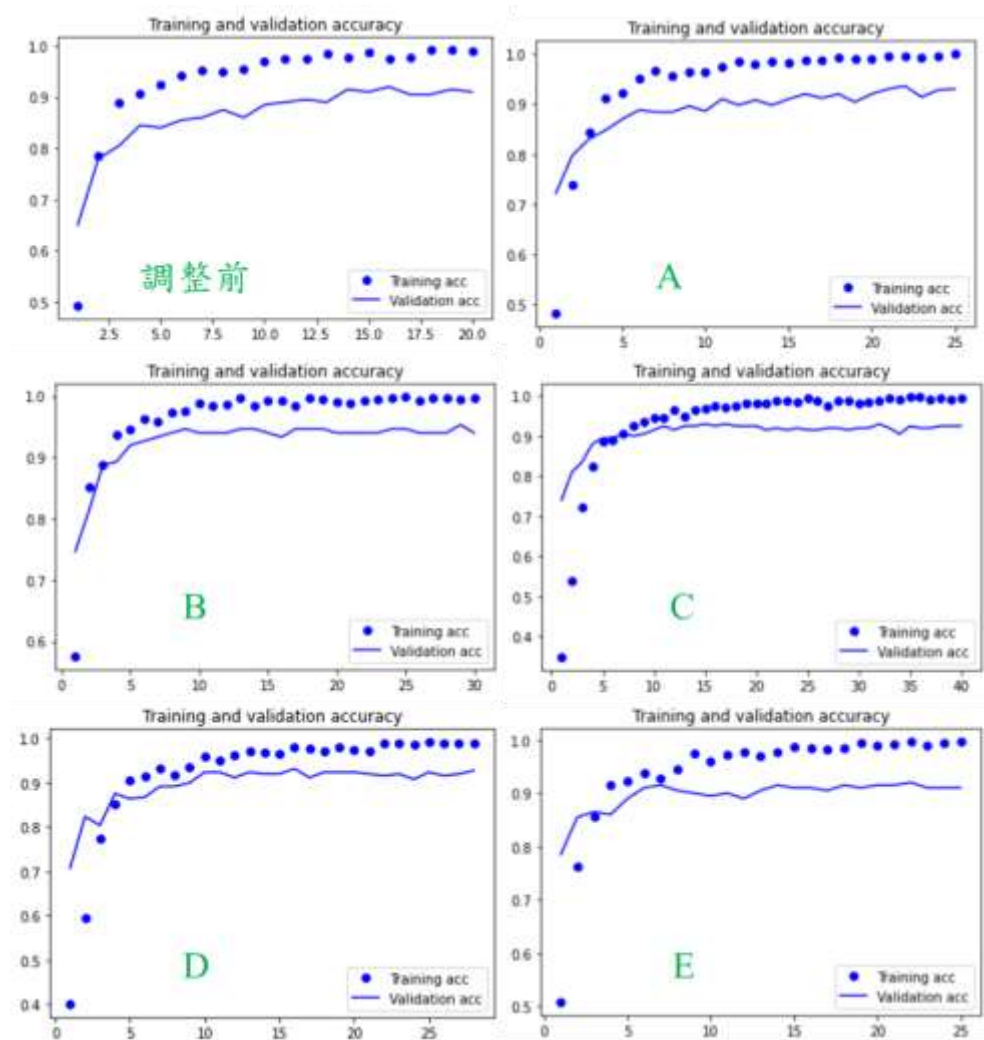 Training and validation accuracy
1.0
0.9
0.8
0.7
0.6
0.5
調整前
Training acc
Validation acc
2.5 5.0 7.5 10.0 12.5 15.0 17.5 20.0
Training and validation accuracy
1.0
0.9
0.8
0.7
0.6
0.5
A
Training acc
Validation acc
0 5 10 15 20 25
Training and validation accuracy
1.0
0.9
0.8
0.7
0.6
B
Training acc
Validation acc
0 5 10 15 20 25 30
Training and validation accuracy
1.0
0.9
0.8
0.7
0.6
0.5
0.4
C
Training acc
Validation acc
0 5 10 15 20 25 30 35 40
Training and validation accuracy
1.0
0.9
0.8
0.7
0.6
0.5
0.4
D
Training acc
Validation acc
0 5 10 15 20 25
Training and validation accuracy
1.0
0.9
0.8
0.7
0.6
0.5
E
Training acc
Validation acc
0 5 10 15 20 25